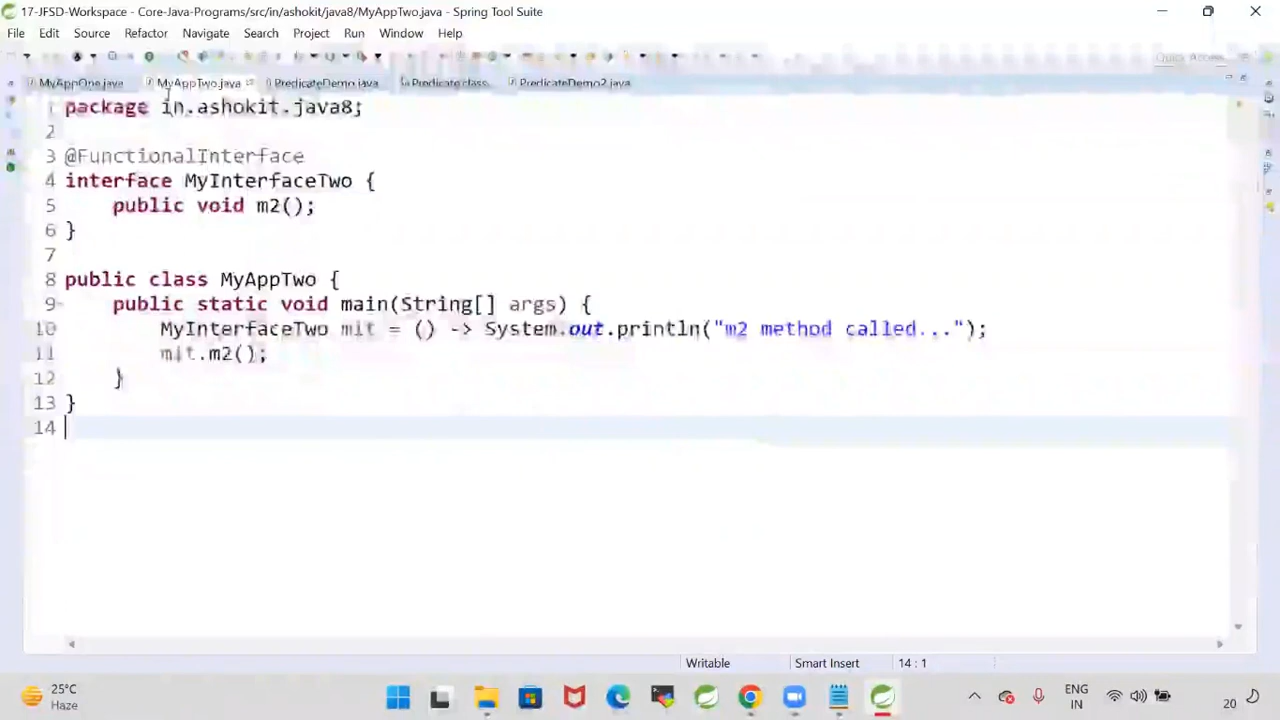 17-JFSD-Workspace - Core-Java-Programs/src/in/ashokit/java8/MyAppTwo.java - Spring Tool Suite
File Edit Source Refactor Navigate Search Project Run Window Help
Quick Access
MyAppOne.java MyAppTwo.java PredicateDemo.java Predicate.class PredicateDemo2.java
1 package in.ashokit.java8;
2
3 @FunctionalInterface
4 interface MyInterfaceTwo {
5 public void m2();
6 }
7
8 public class MyAppTwo {
9 public static void main(String[] args) {
10 MyInterfaceTwo mit = () -> System.out.println("m2 method called...");
11 mit.m2();
12 }
13 }
14
Writable Smart Insert 14 : 1
25°C
Haze
ENG
IN
20